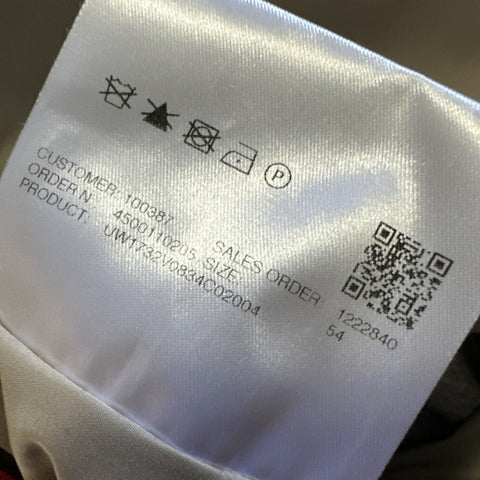 P
CUSTOMER: 100387 SALES ORDER: 1222840
ORDER N. 4500110205 SIZE: 54
PRODUCT: UW1732V0834C02004